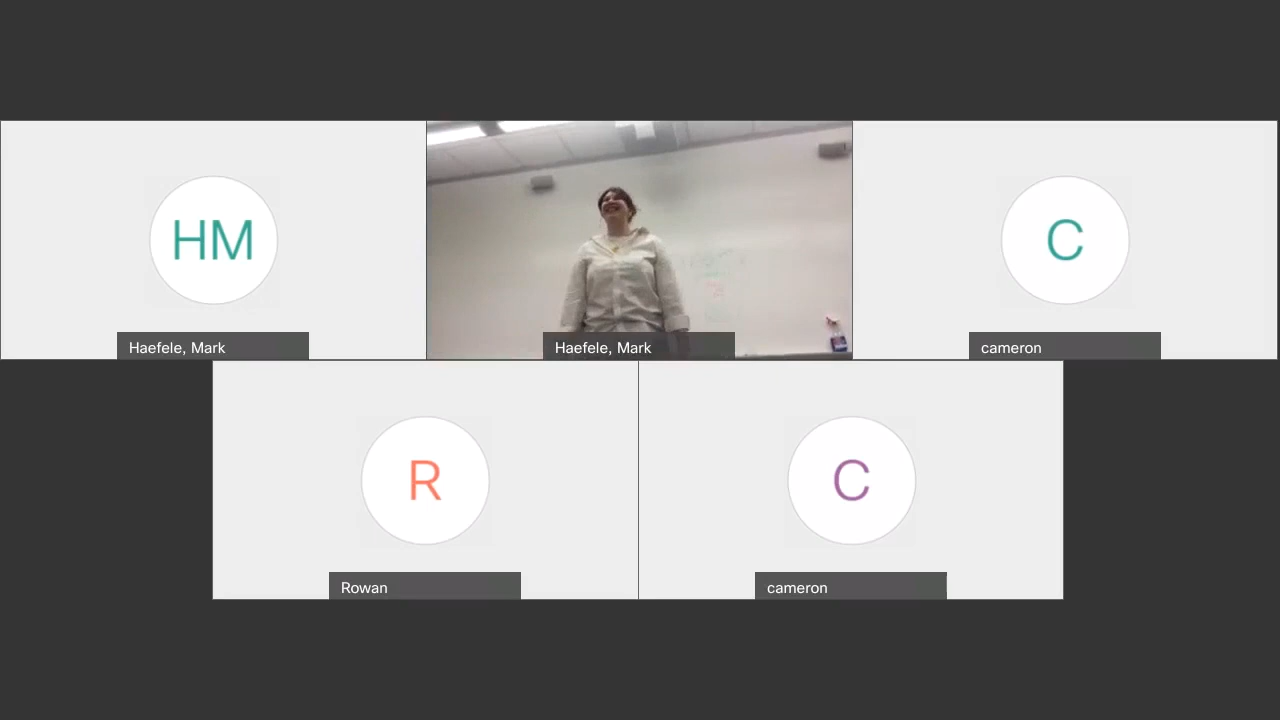 HM
Haefele, Mark
Haefele, Mark
C
cameron
R
Rowan
C
cameron